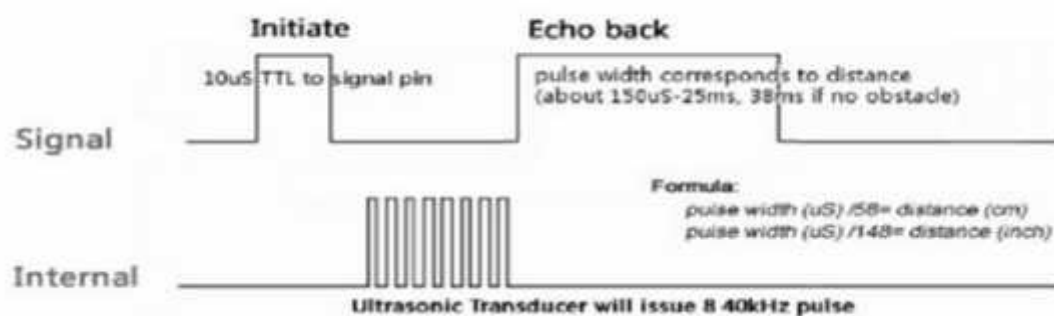 Initiate
Echo back
10uS TTL to signal pin
pulse width corresponds to distance
(about 150uS-25ms, 38ms if no obstacle)
Signal
Formula:
pulse width (uS) /58= distance (cm)
pulse width (uS) /148= distance (inch)
Internal
Ultrasonic Transducer will issue 8 40kHz pulse